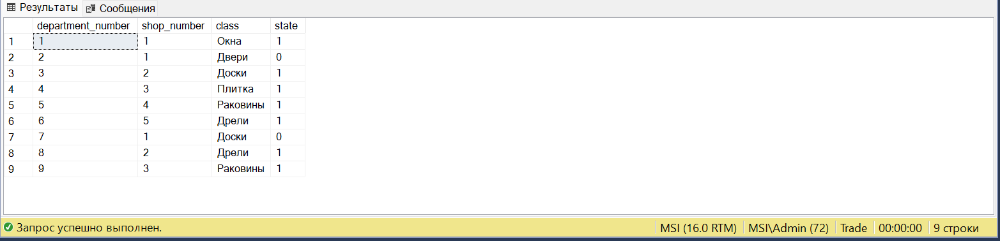 Результаты Сообщения
department_number shop_number class state
1 1 1 Окна 1
2 2 1 Двери 0
3 3 2 Доски 1
4 4 3 Плитка 1
5 5 4 Раковины 1
6 6 5 Дрели 1
7 7 1 Доски 0
8 8 2 Дрели 1
9 9 3 Раковины 1
Запрос успешно выполнен. MSI (16.0 RTM) MSI\Admin (72) Trade 00:00:00 9 строки